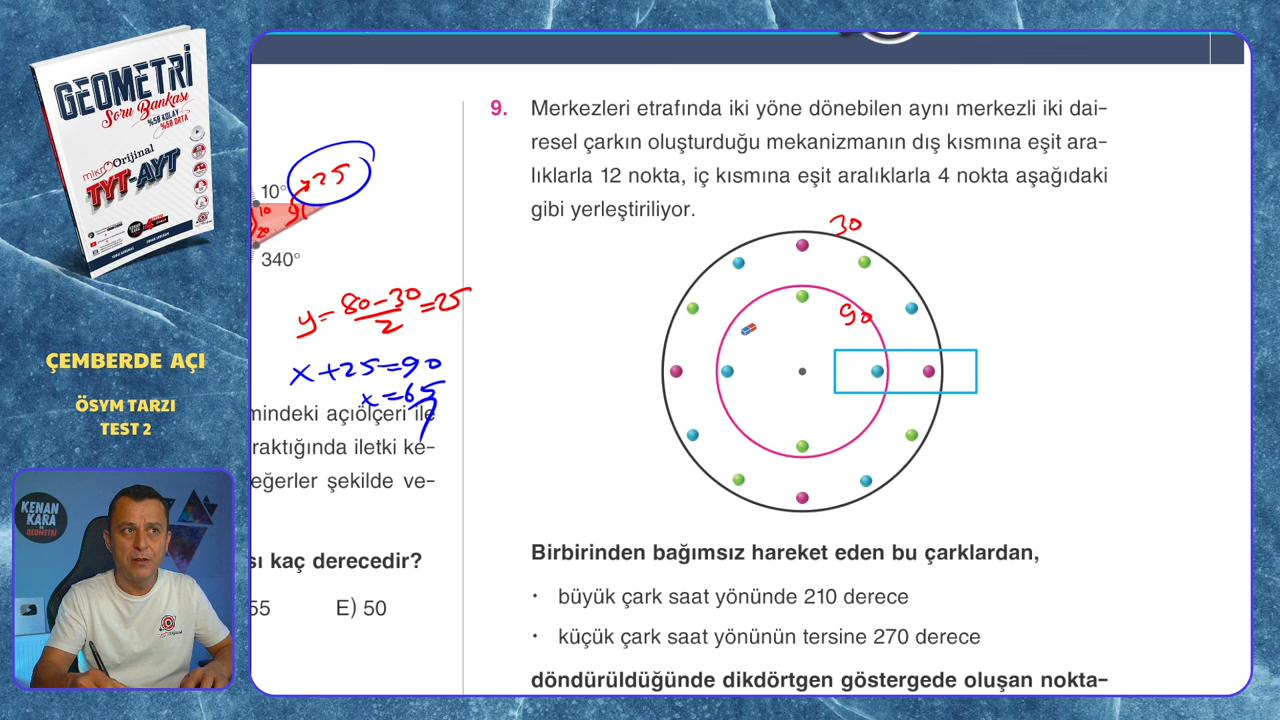 GEOMETRİ
Soru Bankası
%50 KOLAY
%50 ORTA
mikro Orijinal
TYT-AYT
ÇEMBERDE AÇI
ÖSYM TARZI
TEST 2
KENAN
KARA
GEOMETRİ
10°
25
10
20
340°
y = 80-30 / 2 = 25
x + 25 = 90
x = 65
mindeki açıölçeri ile
raktığında iletki ke-
eğerler şekilde ve-
sı kaç derecedir?
55 E) 50
9. Merkezleri etrafında iki yöne dönebilen aynı merkezli iki dai-
resel çarkın oluşturduğu mekanizmanın dış kısmına eşit ara-
lıklarla 12 nokta, iç kısmına eşit aralıklarla 4 nokta aşağıdaki
gibi yerleştiriliyor.
30
90
Birbirinden bağımsız hareket eden bu çarklardan,
• büyük çark saat yönünde 210 derece
• küçük çark saat yönünün tersine 270 derece
döndürüldüğünde dikdörtgen göstergede oluşan nokta-